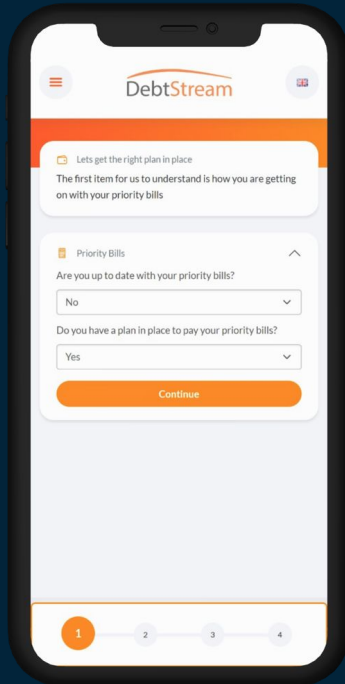 DebtStream
Lets get the right plan in place
The first item for us to understand is how you are getting
on with your priority bills
Priority Bills
Are you up to date with your priority bills?
No
Do you have a plan in place to pay your priority bills?
Yes
Continue
1 2 3 4